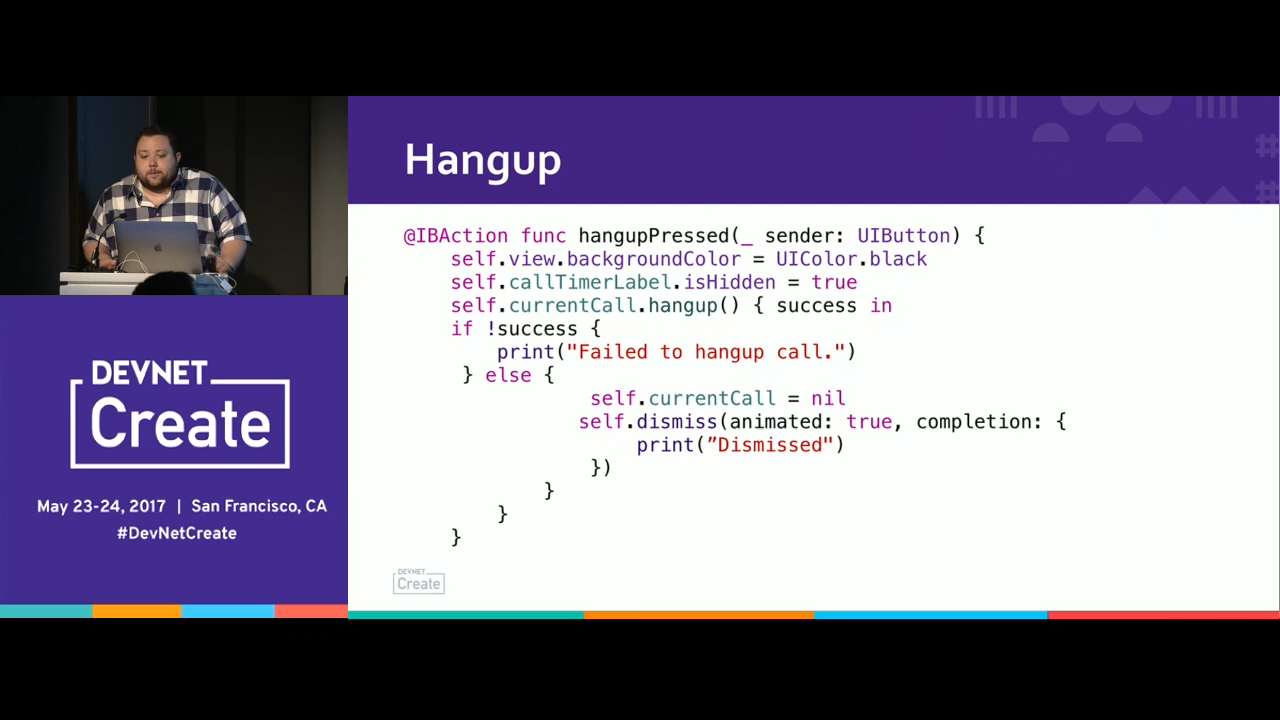 Hangup
@IBAction func hangupPressed(_ sender: UIButton) {
self.view.backgroundColor = UIColor.black
self.callTimerLabel.isHidden = true
self.currentCall.hangup() { success in
if !success {
print("Failed to hangup call.")
} else {
self.currentCall = nil
self.dismiss(animated: true, completion: {
print(”Dismissed")
})
}
}
}
DEVNET
Create
DEVNET
Create
May 23-24, 2017 | San Francisco, CA
#DevNetCreate